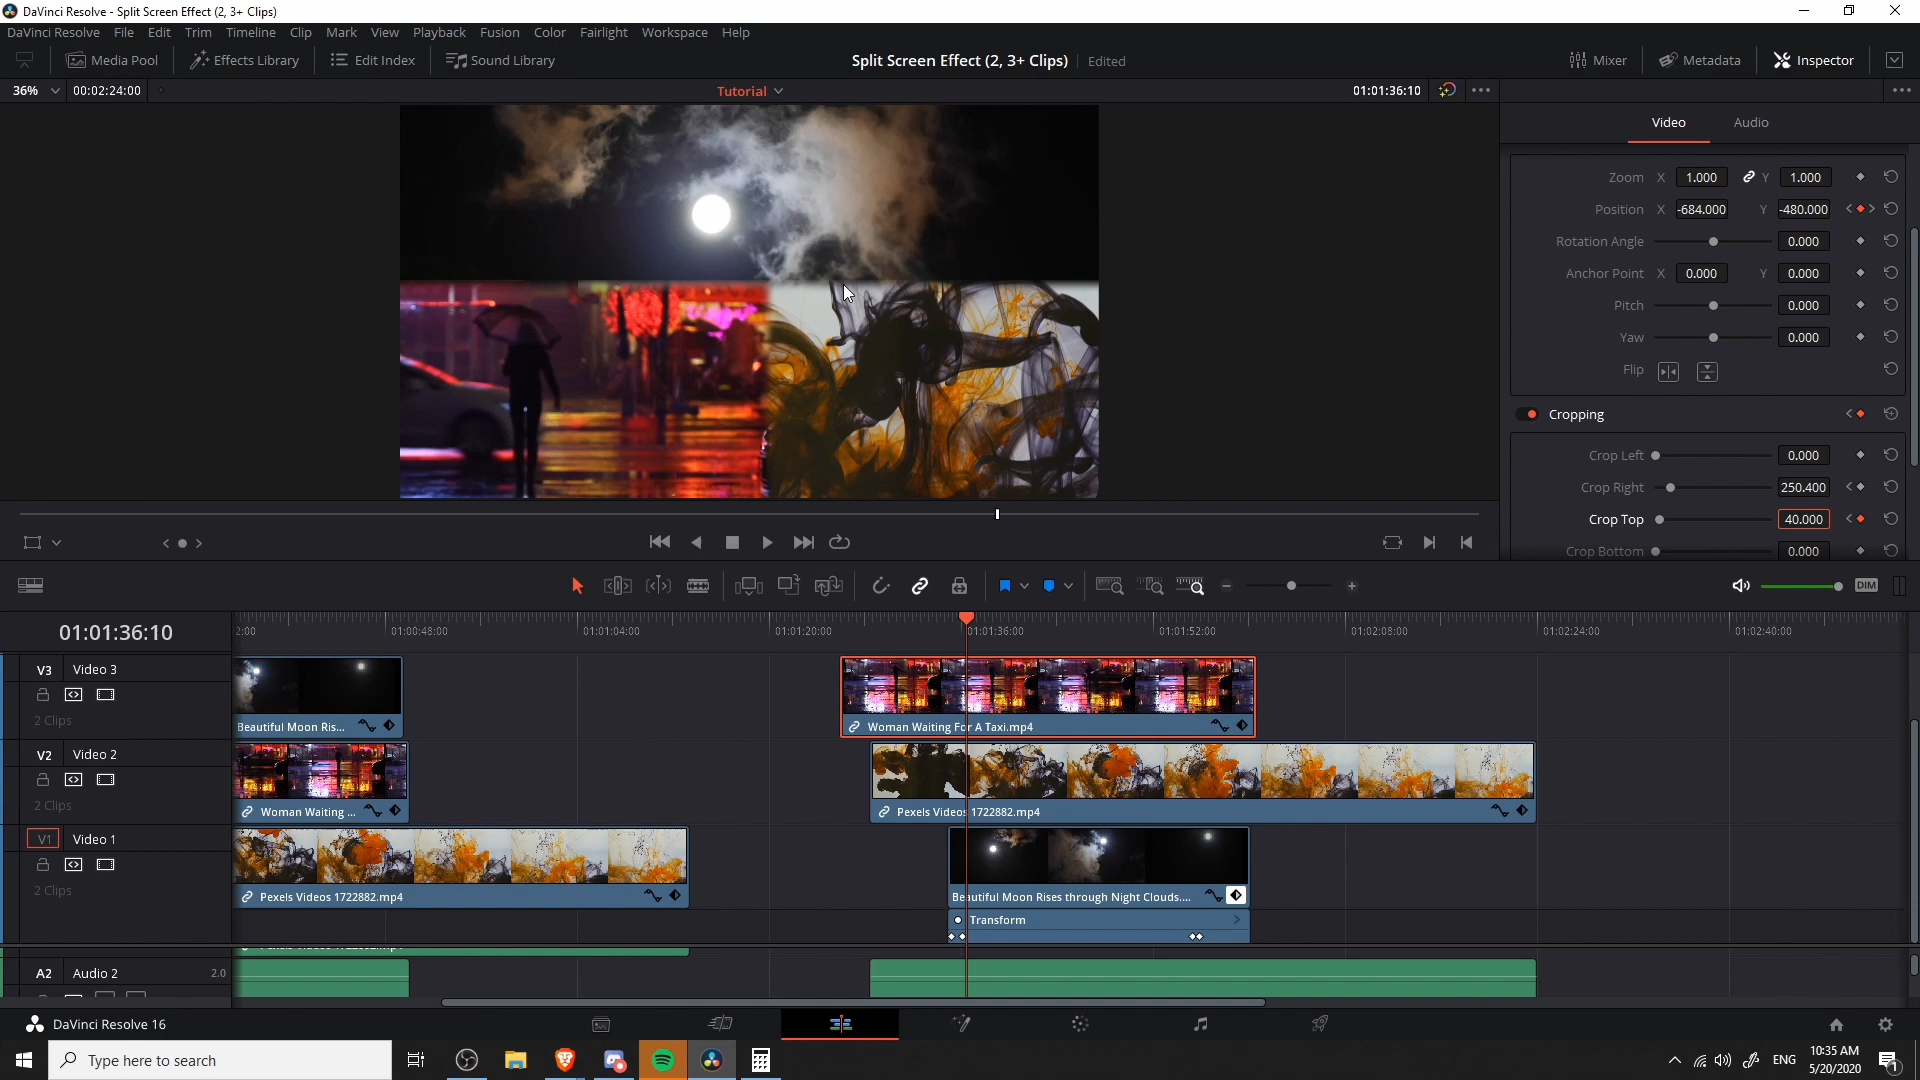 DaVinci Resolve - Split Screen Effect (2, 3+ Clips)
DaVinci Resolve File Edit Trim Timeline Clip Mark View Playback Fusion Color Fairlight Workspace Help
Media Pool Effects Library Edit Index Sound Library Split Screen Effect (2, 3+ Clips) Edited Mixer Metadata Inspector
36% 00:02:24:00 Tutorial 01:01:36:10
Video Audio
Zoom X 1.000 Y 1.000
Position X -684.000 Y -480.000
Rotation Angle 0.000
Anchor Point X 0.000 Y 0.000
Pitch 0.000
Yaw 0.000
Flip
Cropping
Crop Left 0.000
Crop Right 250.400
Crop Top 40.000
Crop Bottom 0.000
DIM
01:01:36:10
2:00 01:00:48:00 01:01:04:00 01:01:20:00 01:01:36:00 01:01:52:00 01:02:08:00 01:02:24:00 01:02:40:00
V3 Video 3
2 Clips
Beautiful Moon Ris... Woman Waiting For A Taxi.mp4
V2 Video 2
2 Clips
Woman Waiting ... Pexels Videos 1722882.mp4
V1 Video 1
2 Clips
Pexels Videos 1722882.mp4 Beautiful Moon Rises through Night Clouds....
Transform
A2 Audio 2 2.0
DaVinci Resolve 16
Type here to search
ENG
10:35 AM
5/20/2020
1